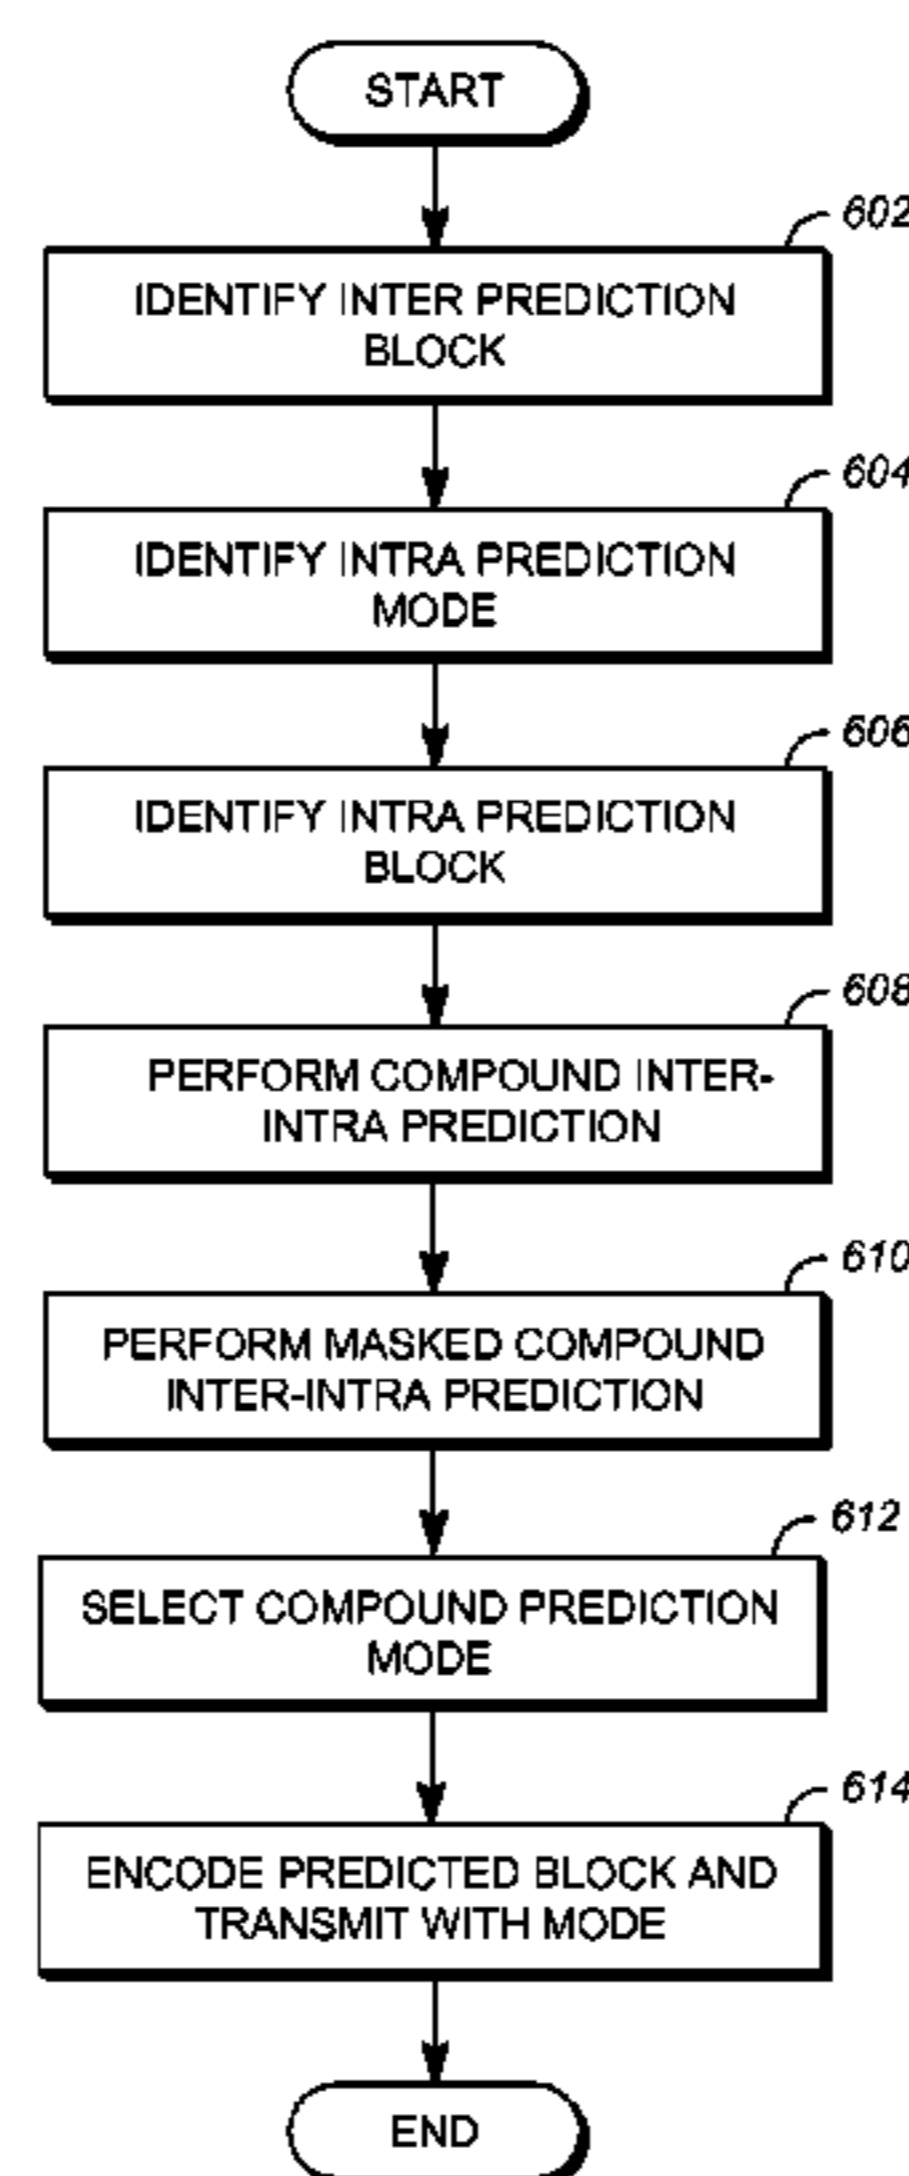 START
602
IDENTIFY INTER PREDICTION
BLOCK
604
IDENTIFY INTRA PREDICTION
MODE
606
IDENTIFY INTRA PREDICTION
BLOCK
608
PERFORM COMPOUND INTER-
INTRA PREDICTION
610
PERFORM MASKED COMPOUND
INTER-INTRA PREDICTION
612
SELECT COMPOUND PREDICTION
MODE
614
ENCODE PREDICTED BLOCK AND
TRANSMIT WITH MODE
END